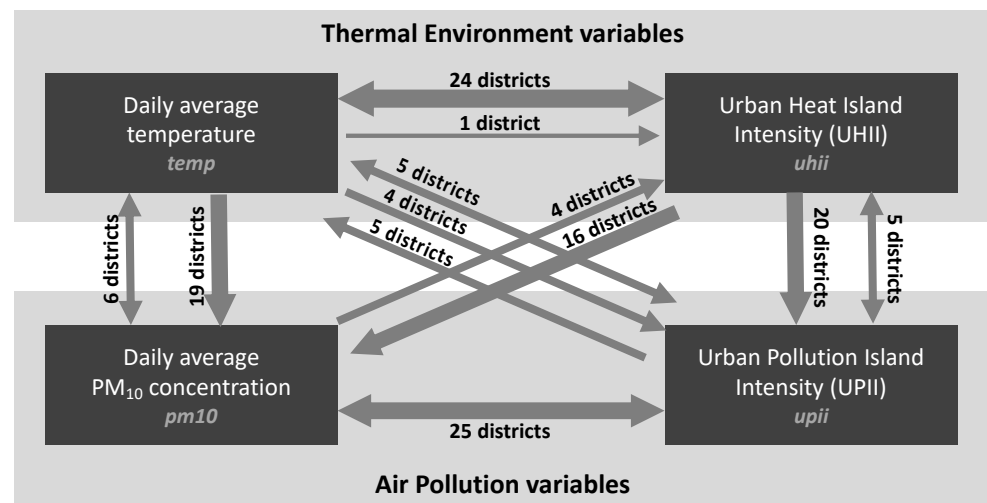 Thermal Environment variables
Daily average
temperature
temp
24 districts
1 district
Urban Heat Island
Intensity (UHII)
uhii
5 districts
4 districts
5 districts
4 districts
16 districts
6 districts
19 districts
20 districts
5 districts
Daily average
PM₁₀ concentration
pm10
25 districts
Urban Pollution Island
Intensity (UPII)
upii
Air Pollution variables